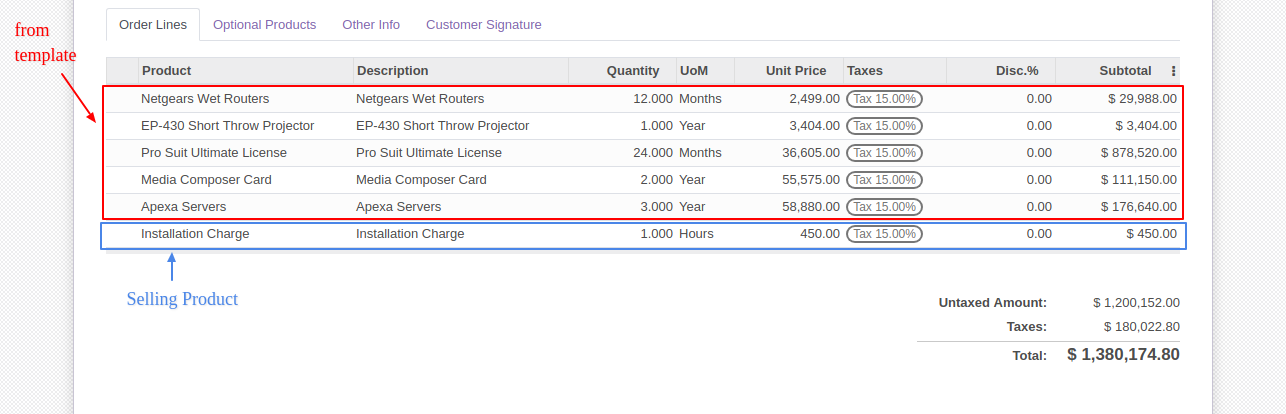 Order Lines Optional Products Other Info Customer Signature
from
template
Product Description Quantity UoM Unit Price Taxes Disc.% Subtotal
Netgears Wet Routers Netgears Wet Routers 12.000 Months 2,499.00 Tax 15.00% 0.00 $ 29,988.00
EP-430 Short Throw Projector EP-430 Short Throw Projector 1.000 Year 3,404.00 Tax 15.00% 0.00 $ 3,404.00
Pro Suit Ultimate License Pro Suit Ultimate License 24.000 Months 36,605.00 Tax 15.00% 0.00 $ 878,520.00
Media Composer Card Media Composer Card 2.000 Year 55,575.00 Tax 15.00% 0.00 $ 111,150.00
Apexa Servers Apexa Servers 3.000 Year 58,880.00 Tax 15.00% 0.00 $ 176,640.00
Installation Charge Installation Charge 1.000 Hours 450.00 Tax 15.00% 0.00 $ 450.00
Selling Product
Untaxed Amount: $ 1,200,152.00
Taxes: $ 180,022.80
Total: $ 1,380,174.80